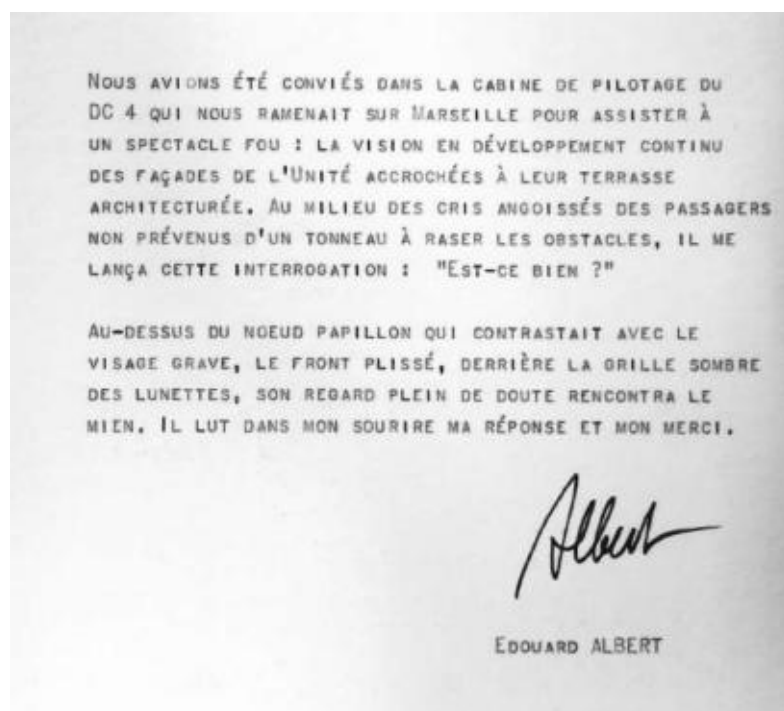 Nous avions été conviés dans la cabine de pilotage du
DC 4 qui nous ramenait sur Marseille pour assister à
un spectacle fou : la vision en développement continu
des façades de l'Unité accrochées à leur terrasse
architecturée. Au milieu des cris angoissés des passagers
non prévenus d'un tonneau à raser les obstacles, il me
lança cette interrogation : "Est-ce bien ?"
Au-dessus du noeud papillon qui contrastait avec le
visage grave, le front plissé, derrière la grille sombre
des lunettes, son regard plein de doute rencontra le
mien. Il lut dans mon sourire ma réponse et mon merci.
Albert
Edouard ALBERT